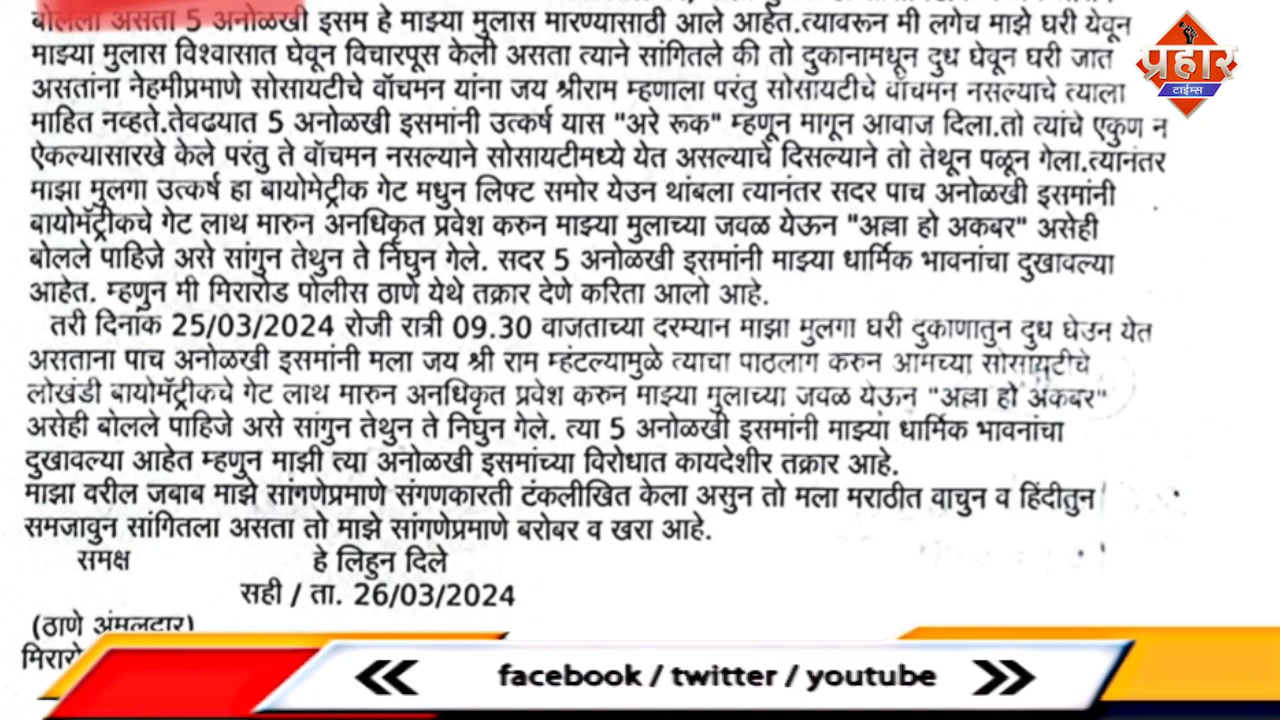 बोलला असता 5 अनोळखी इसम हे माझ्या मुलास मारण्यासाठी आले आहेत.त्यावरून मी लगेच माझे घरी येवून
माझ्या मुलास विश्वासात घेवून विचारपूस केली असता त्याने सांगितले की तो दुकानामधून दुध घेवून घरी जात
असतांना नेहमीप्रमाणे सोसायटीचे वॉचमन यांना जय श्रीराम म्हणाला परंतु सोसायटीचे वॉचमन नसल्याचे त्याला
माहित नव्हते.तेवढयात 5 अनोळखी इसमांनी उत्कर्ष यास "अरे रूक" म्हणून मागून आवाज दिला.तो त्यांचे एकुण न
ऐकल्यासारखे केले परंतु ते वॉचमन नसल्याने सोसायटीमध्ये येत असल्याचे दिसल्याने तो तेथून पळून गेला.त्यानंतर
माझा मुलगा उत्कर्ष हा बायोमेट्रीक गेट मधुन लिफ्ट समोर येउन थांबला त्यानंतर सदर पाच अनोळखी इसमांनी
बायोमॅट्रीकचे गेट लाथ मारुन अनधिकृत प्रवेश करुन माझ्या मुलाच्या जवळ येऊन "अल्ला हो अकबर" असेही
बोलले पाहिजे असे सांगुन तेथुन ते निघुन गेले. सदर 5 अनोळखी इसमांनी माझ्या धार्मिक भावनांचा दुखावल्या
आहेत. म्हणुन मी मिरारोड पोलीस ठाणे येथे तक्रार देणे करिता आलो आहे.
तरी दिनांक 25/03/2024 रोजी रात्री 09.30 वाजताच्या दरम्यान माझा मुलगा घरी दुकाणातुन दुध घेउन येत
असताना पाच अनोळखी इसमांनी मला जय श्री राम म्हंटल्यामुळे त्याचा पाठलाग करुन आमच्या सोसायटीचे
लोखंडी बायोमॅट्रीकचे गेट लाथ मारुन अनधिकृत प्रवेश करुन माझ्या मुलाच्या जवळ येऊन "अल्ला हो अकबर"
असेही बोलले पाहिजे असे सांगुन तेथुन ते निघुन गेले. त्या 5 अनोळखी इसमांनी माझ्या धार्मिक भावनांचा
दुखावल्या आहेत म्हणुन माझी त्या अनोळखी इसमांच्या विरोधात कायदेशीर तक्रार आहे.
माझा वरील जबाब माझे सांगणेप्रमाणे संगणकारती टंकलीखित केला असुन तो मला मराठीत वाचुन व हिंदीतुन
समजावुन सांगितला असता तो माझे सांगणेप्रमाणे बरोबर व खरा आहे.
समक्ष हे लिहुन दिले
सही / ता. 26/03/2024
(ठाणे अंमलदार)
प्रहार
टाईम्स
facebook / twitter / youtube